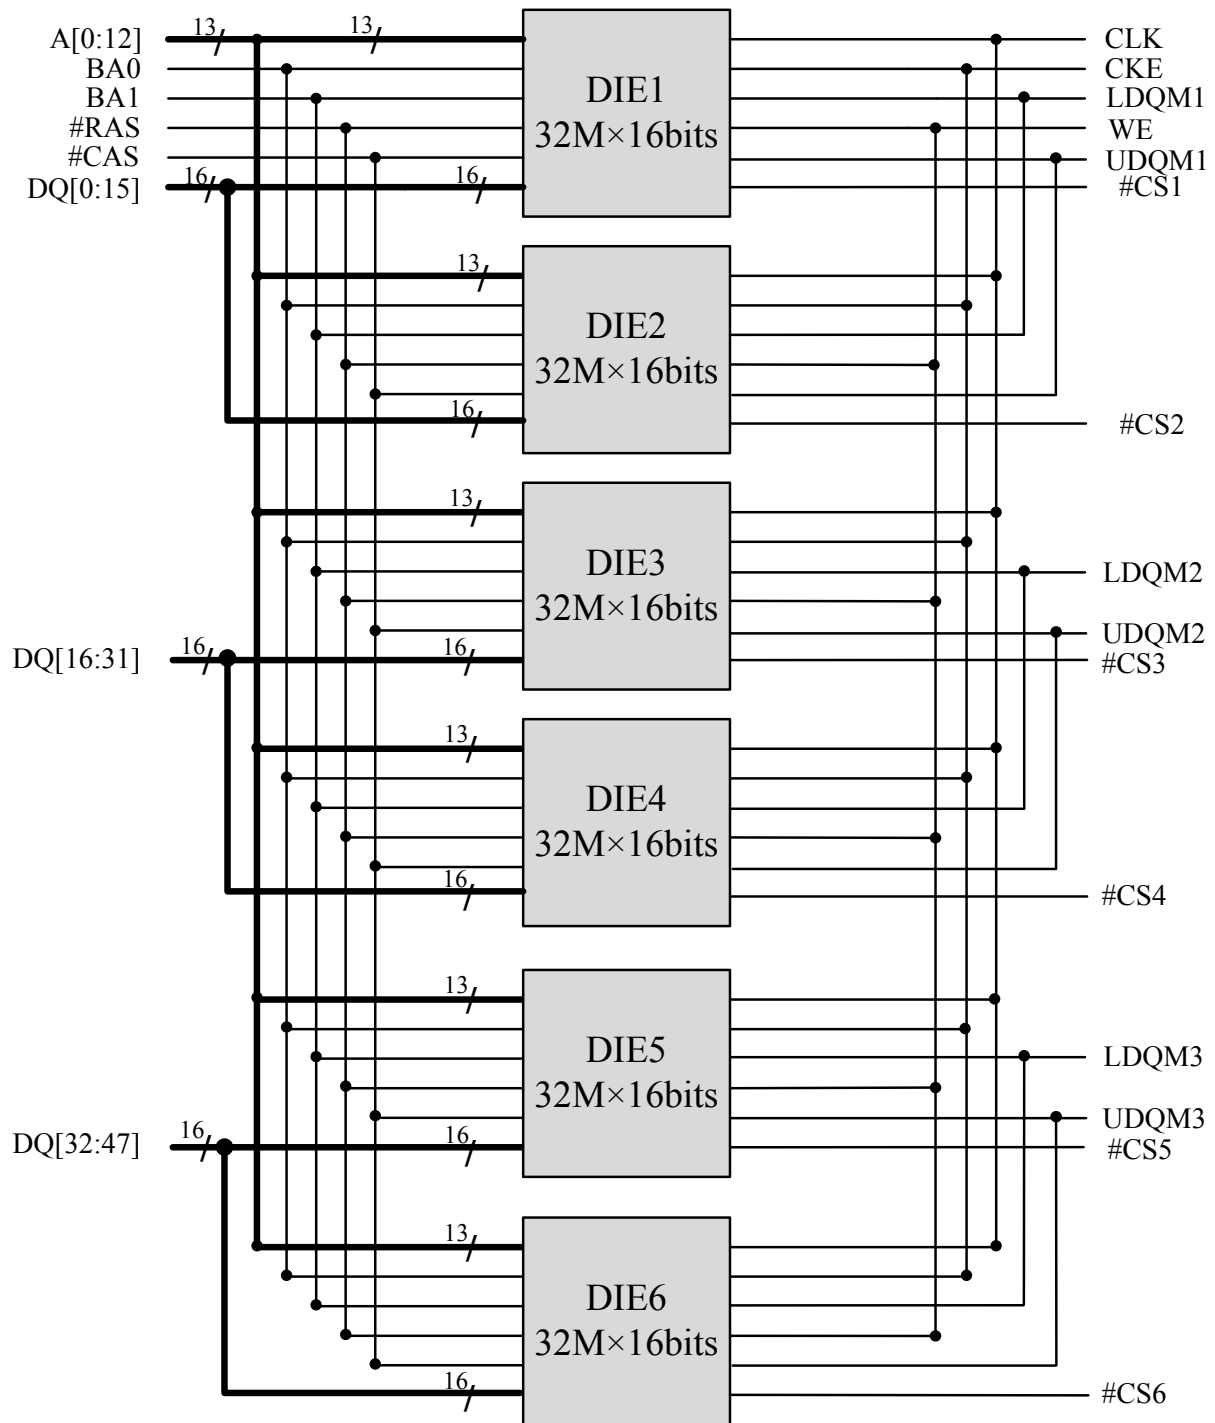 A[0:12] 13 13 CLK
BA0 CKE
BA1 DIE1 LDQM1
#RAS 32M×16bits WE
#CAS UDQM1
DQ[0:15] 16 16 #CS1
13
DIE2
32M×16bits
16 #CS2
13
DIE3 LDQM2
32M×16bits
UDQM2
DQ[16:31] 16 16 #CS3
13
DIE4
32M×16bits
16 #CS4
13
DIE5 LDQM3
32M×16bits
UDQM3
DQ[32:47] 16 16 #CS5
13
DIE6
32M×16bits
16 #CS6